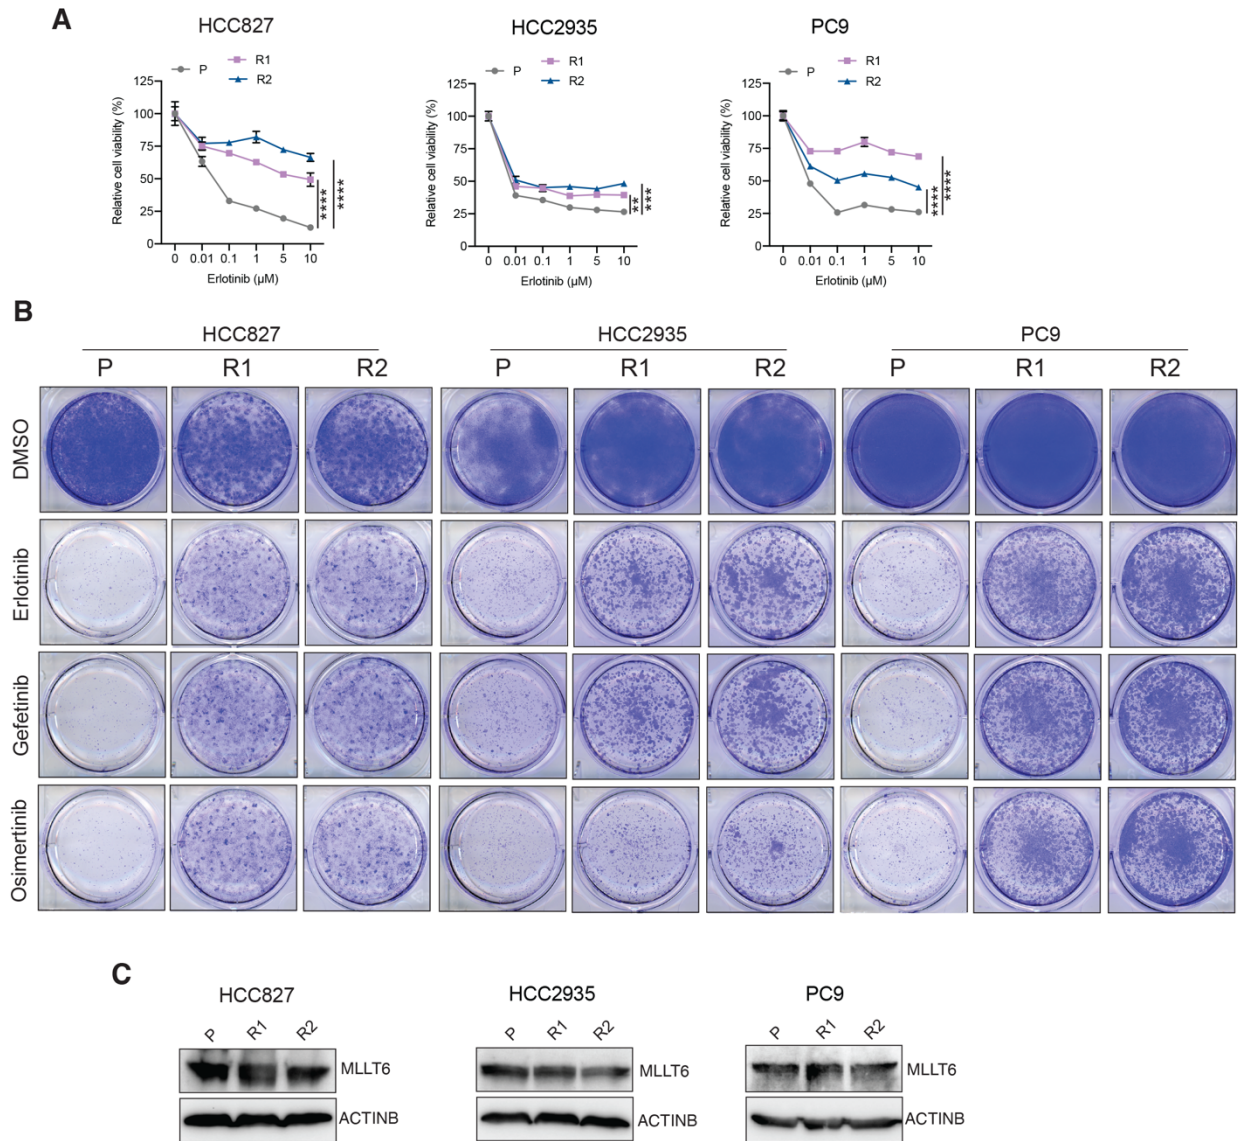 A
HCC827
HCC2935
PC9
P
R1
R2
P
R1
R2
P
R1
R2
Relative cell viability (%)
125
100
75
50
25
0
0 0.01 0.1 1 5 10
Erlotinib (µM)
****
****
Relative cell viability (%)
125
100
75
50
25
0
0 0.01 0.1 1 5 10
Erlotinib (µM)
**
***
Relative cell viability (%)
125
100
75
50
25
0
0 0.01 0.1 1 5 10
Erlotinib (µM)
****
****
B
HCC827 HCC2935 PC9
P R1 R2 P R1 R2 P R1 R2
DMSO
Erlotinib
Gefetinib
Osimertinib
C
HCC827
HCC2935
PC9
P R1 R2
P R1 R2
P R1 R2
MLLT6
MLLT6
MLLT6
ACTINB
ACTINB
ACTINB